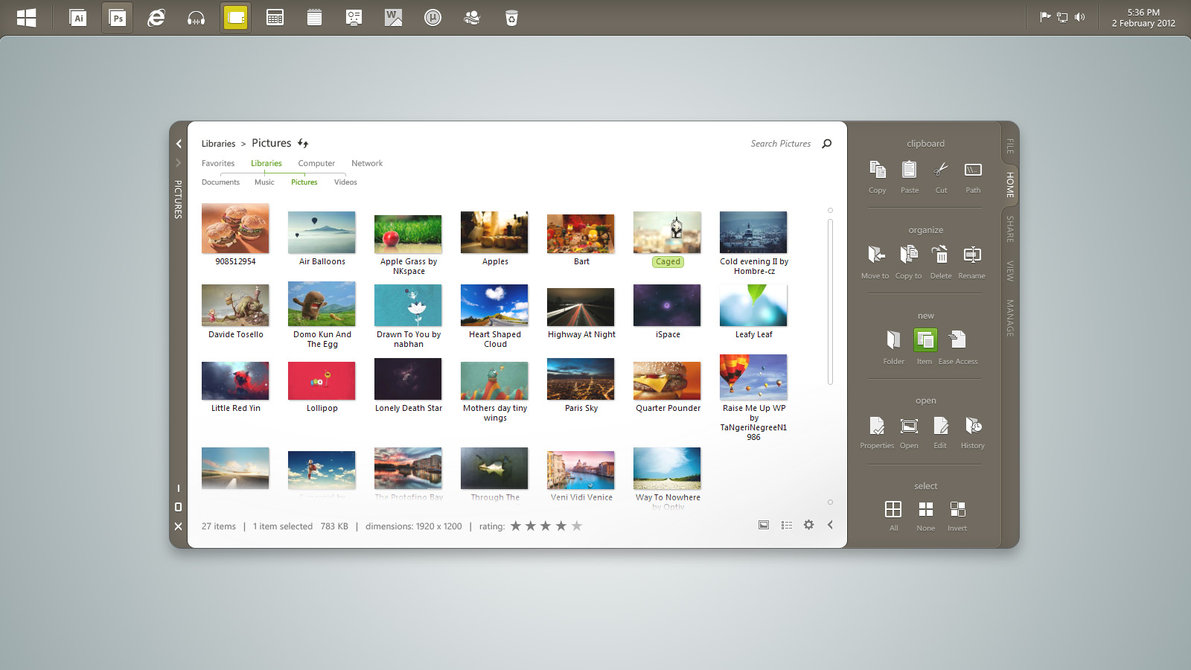 Ai
Ps
W
µ
5:36 PM
2 February 2012
PICTURES
Libraries > Pictures
Search Pictures
Favorites Libraries Computer Network
Documents Music Pictures Videos
908512954
Air Balloons
Apple Grass by
NKspace
Apples
Bart
Caged
Cold evening II by
Hombre-cz
Davide Tosello
Domo Kun And
The Egg
Drawn To You by
nabhan
Heart Shaped
Cloud
Highway At Night
iSpace
Leafy Leaf
Little Red Yin
Lollipop
Lonely Death Star
Mothers day tiny
wings
Paris Sky
Quarter Pounder
Raise Me Up WP
by
TaNgeriNegreeN1
986
The Protofino Bay
Through The
Veni Vidi Venice
Way To Nowhere
by Optiv
27 items | 1 item selected 783 KB | dimensions: 1920 x 1200 | rating:
clipboard
Copy Paste Cut Path
organize
Move to Copy to Delete Rename
new
Folder Item Ease Access
open
Properties Open Edit History
select
All None Invert
FILE
HOME
SHARE
VIEW
MANAGE